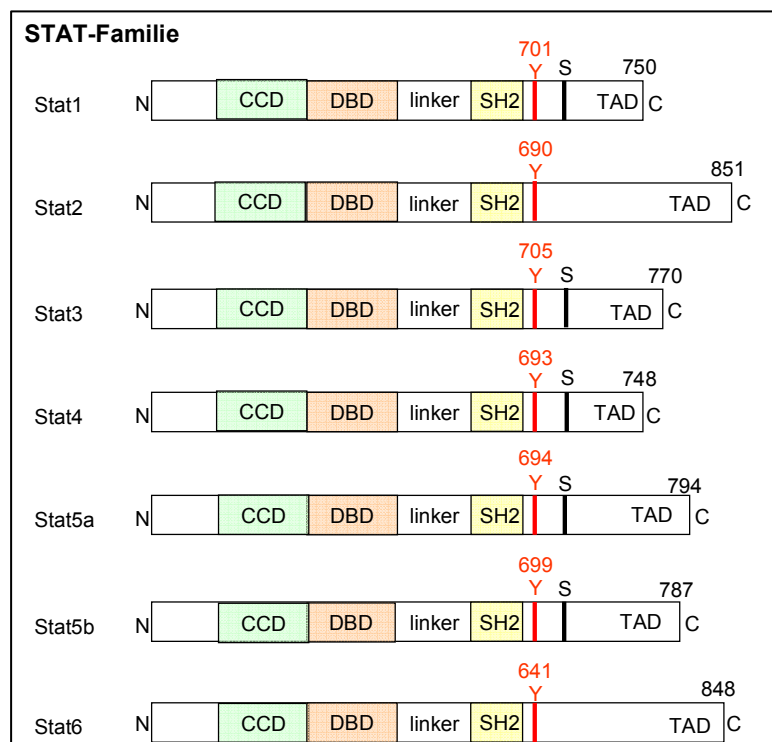 STAT-Familie
701
Y S 750
Stat1 N CCD DBD linker SH2 TAD C
690
Y 851
Stat2 N CCD DBD linker SH2 TAD C
705
Y S 770
Stat3 N CCD DBD linker SH2 TAD C
693
Y S 748
Stat4 N CCD DBD linker SH2 TAD C
694
Y S 794
Stat5a N CCD DBD linker SH2 TAD C
699
Y S 787
Stat5b N CCD DBD linker SH2 TAD C
641
Y 848
Stat6 N CCD DBD linker SH2 TAD C